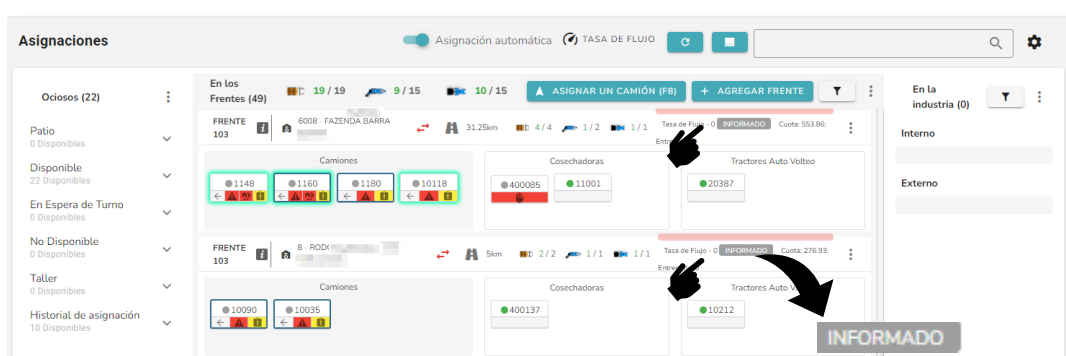 Asignaciones
Asignación automática
TASA DE FLUJO
Ociosos (22)
Patio
0 Disponibles
Disponible
22 Disponibles
En Espera de Turno
0 Disponibles
No Disponible
0 Disponibles
Taller
0 Disponibles
Historial de asignación
10 Disponibles
En los
Frentes (49)
19 / 19
9 / 15
10 / 15
ASIGNAR UN CAMIÓN (F8)
+ AGREGAR FRENTE
FRENTE
103
6008 - FAZENDA BARRA
31.25km
4 / 4
1 / 2
1 / 1
Tasa de Flujo - 0 INFORMADO Cuota: 553.86;
Camiones
1148
1160
1180
10118
Cosechadoras
400085
11001
Tractores Auto Volteo
20387
FRENTE
103
8 - ROD
5km
2 / 2
1 / 1
1 / 1
Tasa de Flujo - 0 INFORMADO Cuota: 276.93;
Camiones
10090
10035
Cosechadoras
400137
Tractores Auto
10212
INFORMADO
En la
industria (0)
Interno
Externo